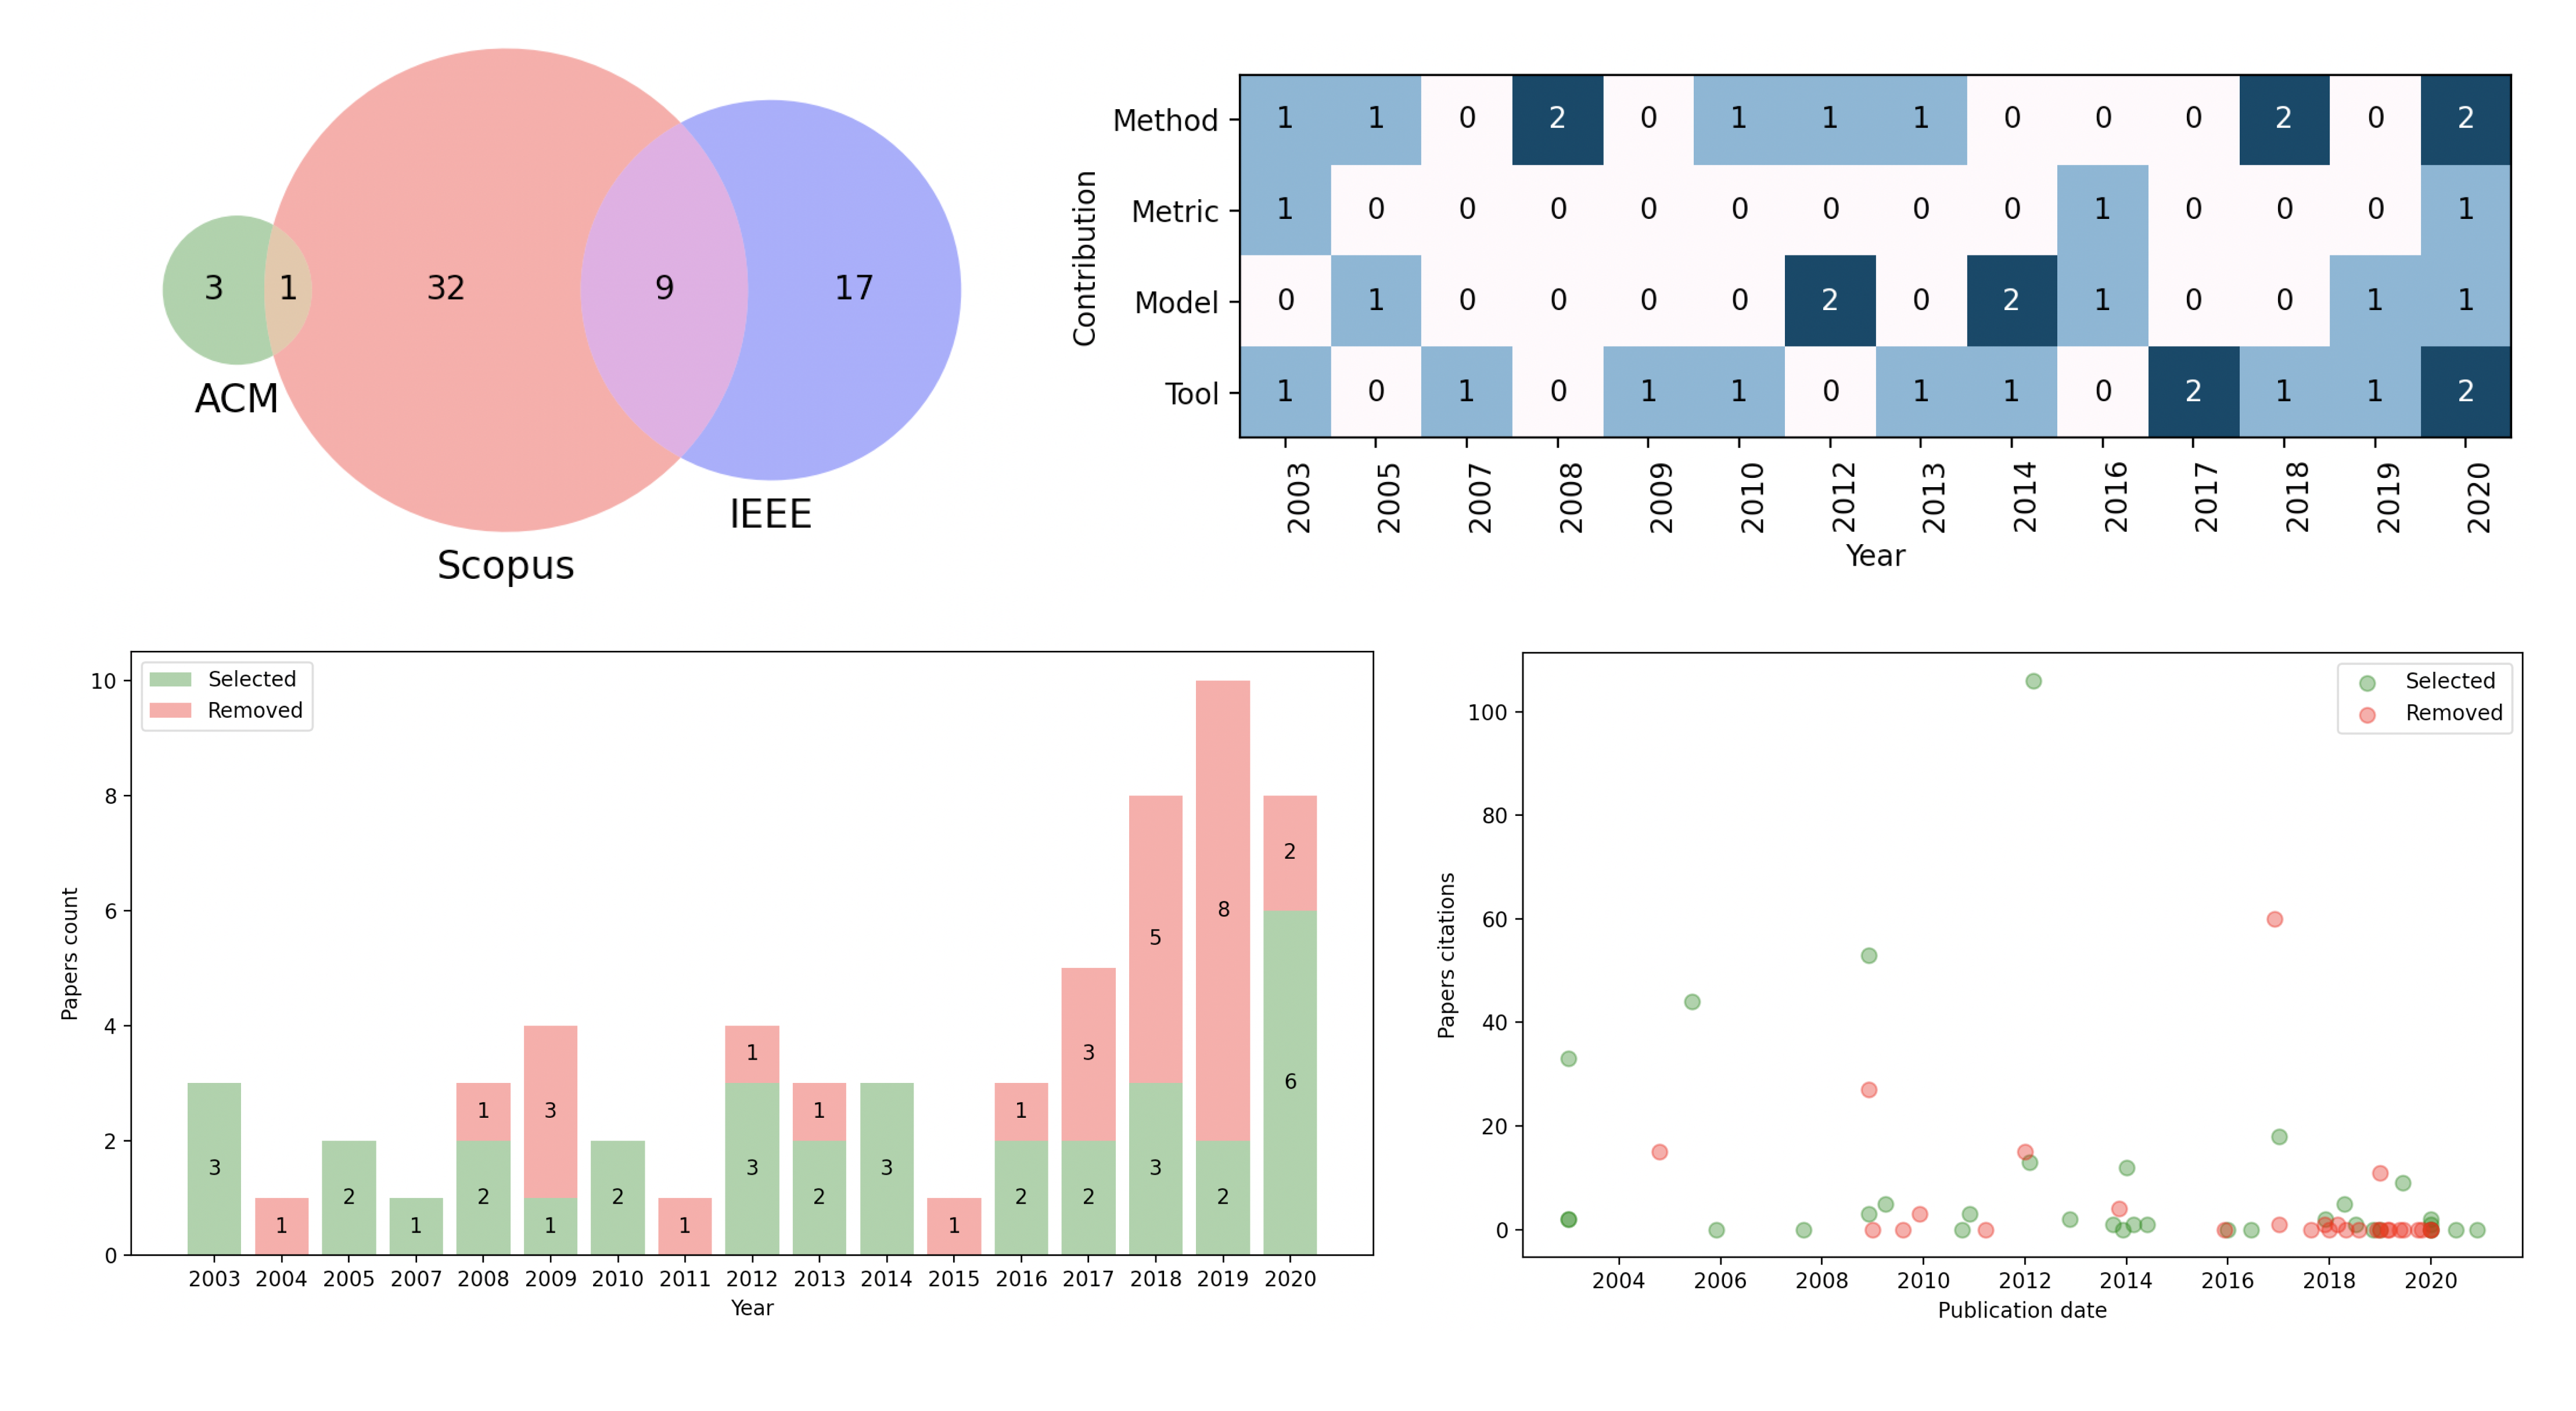 3 1 32 9 17
ACM
IEEE
Scopus
Contribution
Method 1 1 0 2 0 1 1 1 0 0 0 2 0 2
Metric 1 0 0 0 0 0 0 0 0 1 0 0 0 1
Model 0 1 0 0 0 0 2 0 2 1 0 0 1 1
Tool 1 0 1 0 1 1 0 1 1 0 2 1 1 2
2003 2005 2007 2008 2009 2010 2012 2013 2014 2016 2017 2018 2019 2020
Year
Selected
Removed
Papers count
10
8
6
4
2
0
2
5
8
3
1
1 3 1 1
6
3 3 3 3
2 2 2 2 2 2 2
1 1 1 1 1
2003 2004 2005 2007 2008 2009 2010 2011 2012 2013 2014 2015 2016 2017 2018 2019 2020
Year
Selected
Removed
Papers citations
100
80
60
40
20
0
2004 2006 2008 2010 2012 2014 2016 2018 2020
Publication date